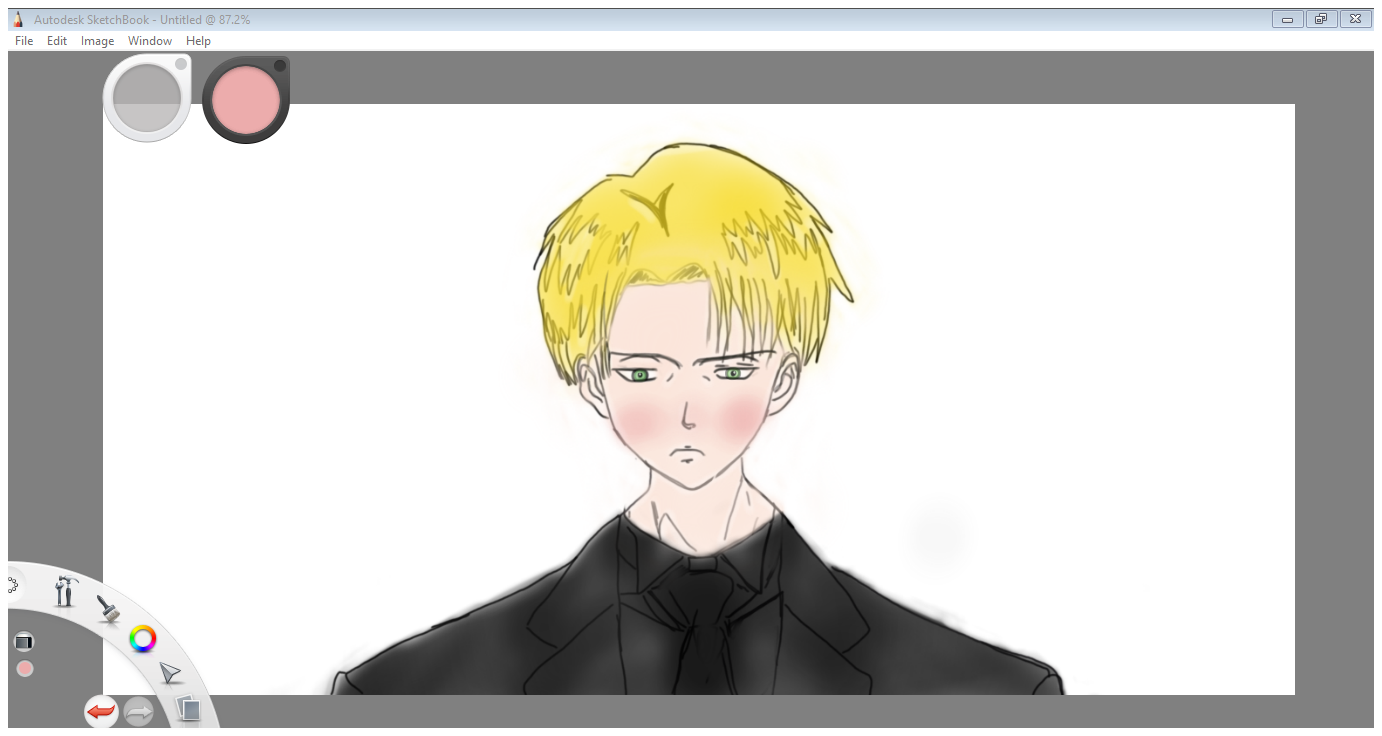 Autodesk SketchBook - Untitled @ 87.2%
File Edit Image Window Help